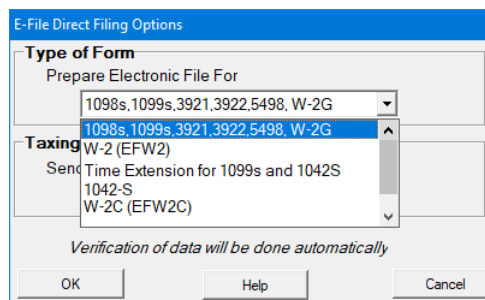 E-File Direct Filing Options
Type of Form
Prepare Electronic File For
1098s,1099s,3921,3922,5498, W-2G
1098s,1099s,3921,3922,5498, W-2G
Taxing
W-2 (EFW2)
Send
Time Extension for 1099s and 1042S
1042-S
W-2C (EFW2C)
Verification of data will be done automatically
OK
Help
Cancel